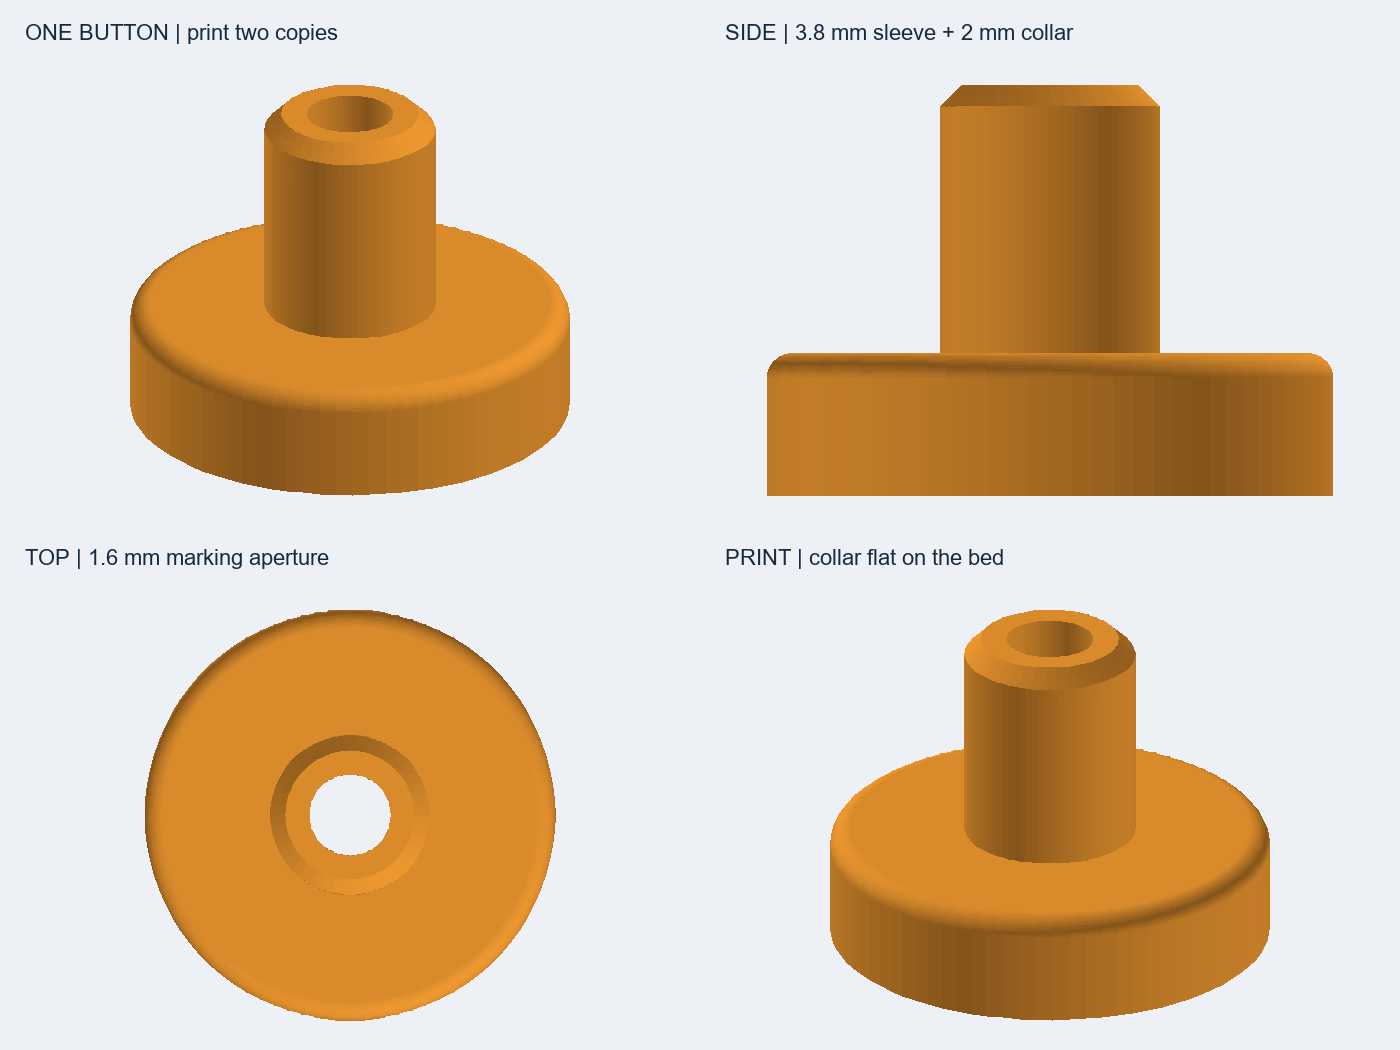 ONE BUTTON | print two copies
SIDE | 3.8 mm sleeve + 2 mm collar
TOP | 1.6 mm marking aperture
PRINT | collar flat on the bed